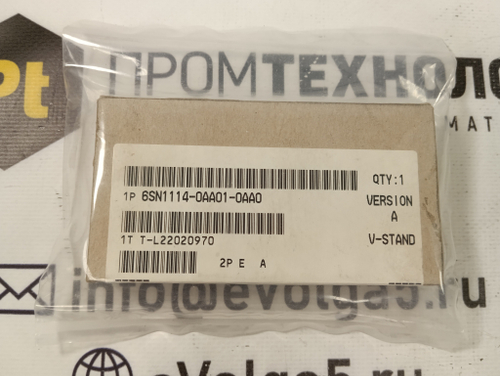 Pt
ПРОМТЕХНОЛО
МАТ
1P 6SN1114-0AA01-0AA0
QTY:1
VERSION
A
1T T-L22020970
V-STAND
2P E A
info@evolga5.ru
eVolga5.ru